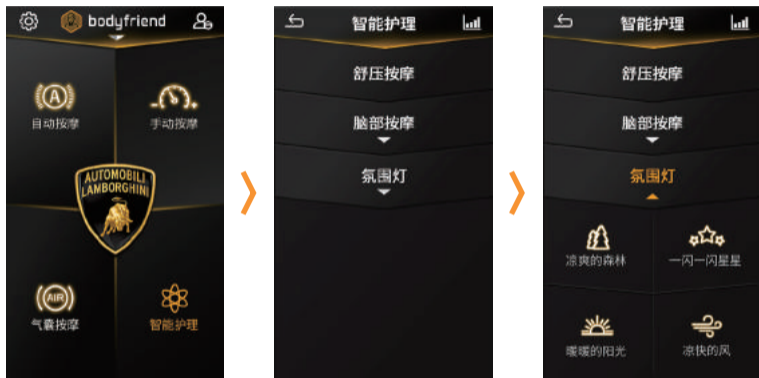 bodyfriend
自动按摩
手动按摩
AUTOMOBILI
LAMBORGHINI
AIR
气囊按摩
智能护理
智能护理
舒压按摩
脑部按摩
氛围灯
智能护理
舒压按摩
脑部按摩
氛围灯
凉爽的森林
一闪一闪星星
暖暖的阳光
凉快的风